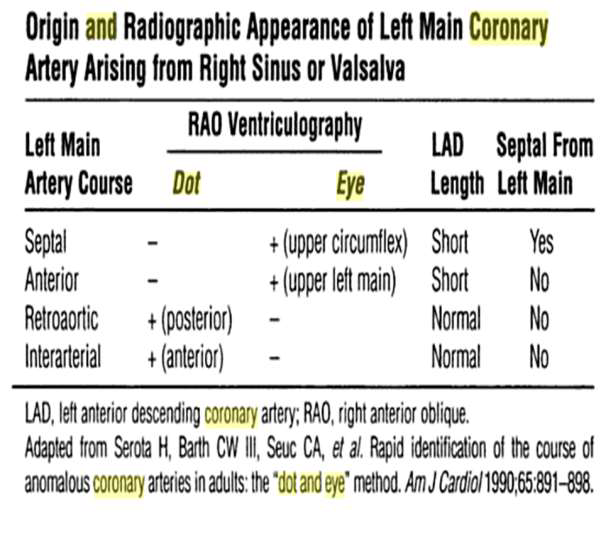 Origin and Radiographic Appearance of Left Main Coronary
Artery Arising from Right Sinus or Valsalva
RAO Ventriculography
Left Main LAD Septal From
Artery Course Dot Eye Length Left Main
Septal – + (upper circumflex) Short Yes
Anterior – + (upper left main) Short No
Retroaortic + (posterior) – Normal No
Interarterial + (anterior) – Normal No
LAD, left anterior descending coronary artery; RAO, right anterior oblique.
Adapted from Serota H, Barth CW III, Seuc CA, et al. Rapid identification of the course of
anomalous coronary arteries in adults: the "dot and eye" method. Am J Cardiol 1990;65:891–898.